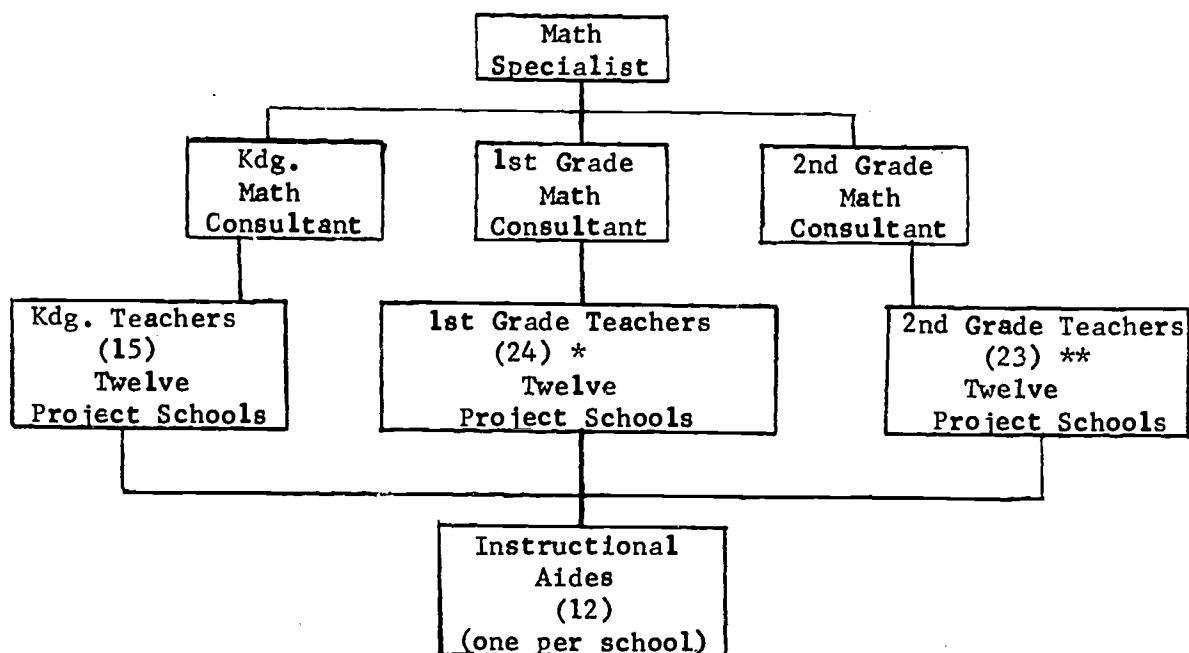 Math
Specialist
Kdg.
Math
Consultant
1st Grade
Math
Consultant
2nd Grade
Math
Consultant
Kdg. Teachers
(15)
Twelve
Project Schools
1st Grade Teachers
(24) *
Twelve
Project Schools
2nd Grade Teachers
(23) **
Twelve
Project Schools
Instructional
Aides
(12)
(one per school)